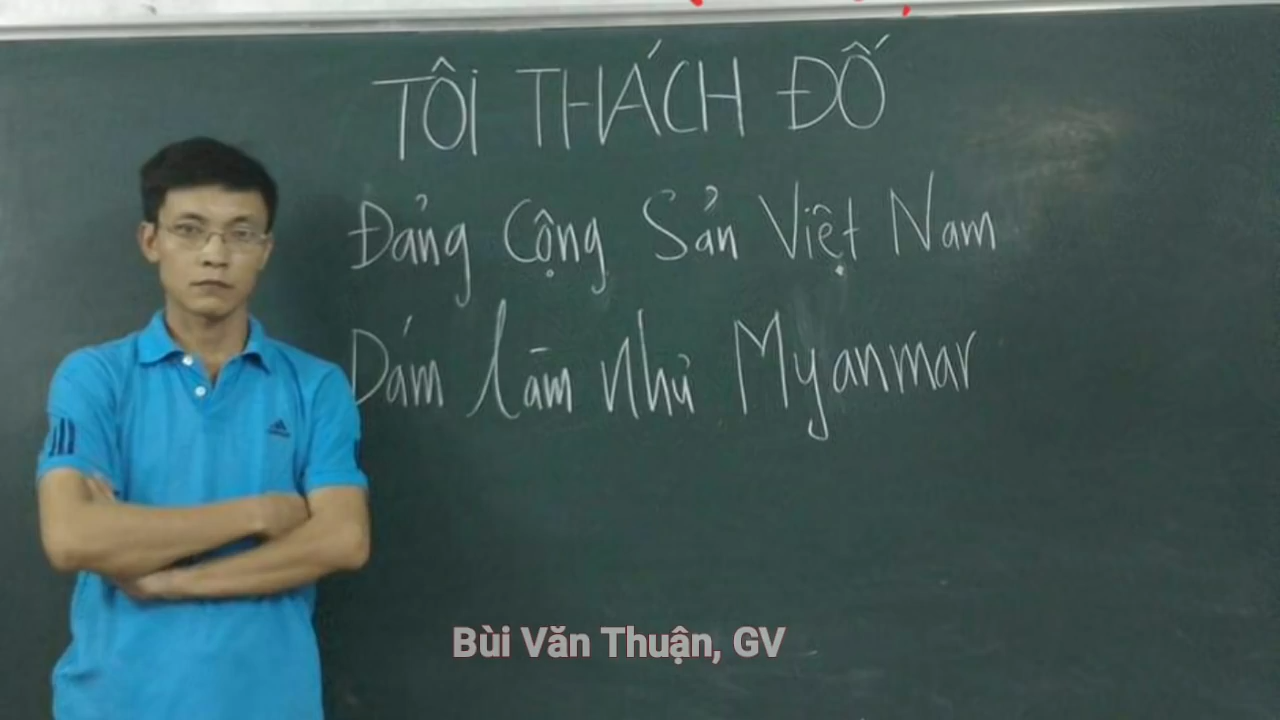 TÔI THÁCH ĐỐ
Đảng Cộng Sản Việt Nam
Dám làm như Myanmar
Bùi Văn Thuận, GV